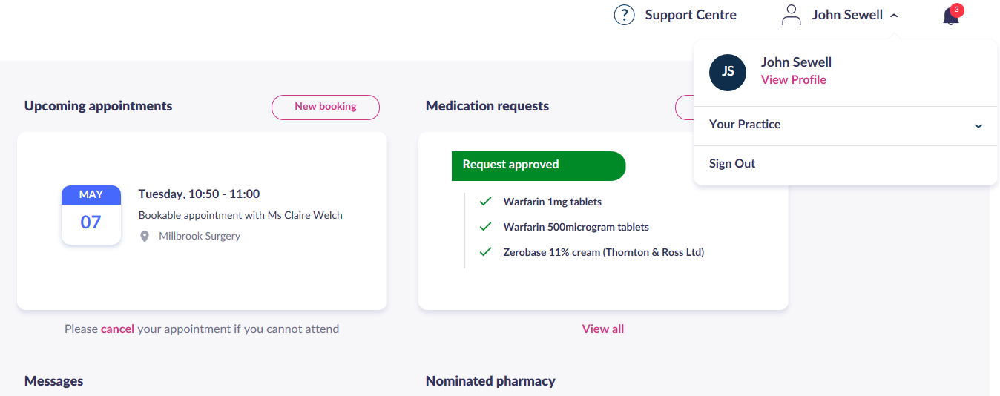 ? Support Centre
John Sewell
3
JS
John Sewell
View Profile
Your Practice
Sign Out
Upcoming appointments
New booking
MAY
07
Tuesday, 10:50 - 11:00
Bookable appointment with Ms Claire Welch
Millbrook Surgery
Please cancel your appointment if you cannot attend
Medication requests
Request approved
Warfarin 1mg tablets
Warfarin 500microgram tablets
Zerobase 11% cream (Thornton & Ross Ltd)
View all
Messages
Nominated pharmacy